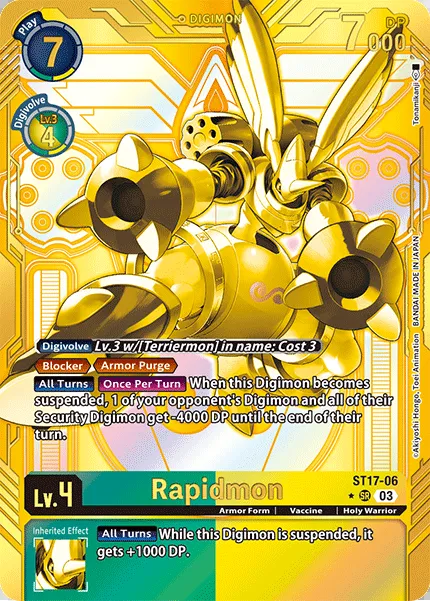 Play
7
DIGIMON
DP
7000
Digivolve
Lv.3
4
Tomamikanji
©Akiyoshi Hongo, Toei Animation BANDAI MADE IN JAPAN
Digivolve Lv.3 w/[Terriermon] in name: Cost 3
Blocker Armor Purge
All Turns Once Per Turn When this Digimon becomes
suspended, 1 of your opponent's Digimon and all of their
Security Digimon get -4000 DP until the end of their
turn.
Lv.4
Rapidmon
ST17-06
SR 03
Armor Form | Vaccine | Holy Warrior
Inherited Effect
All Turns While this Digimon is suspended, it
gets +1000 DP.